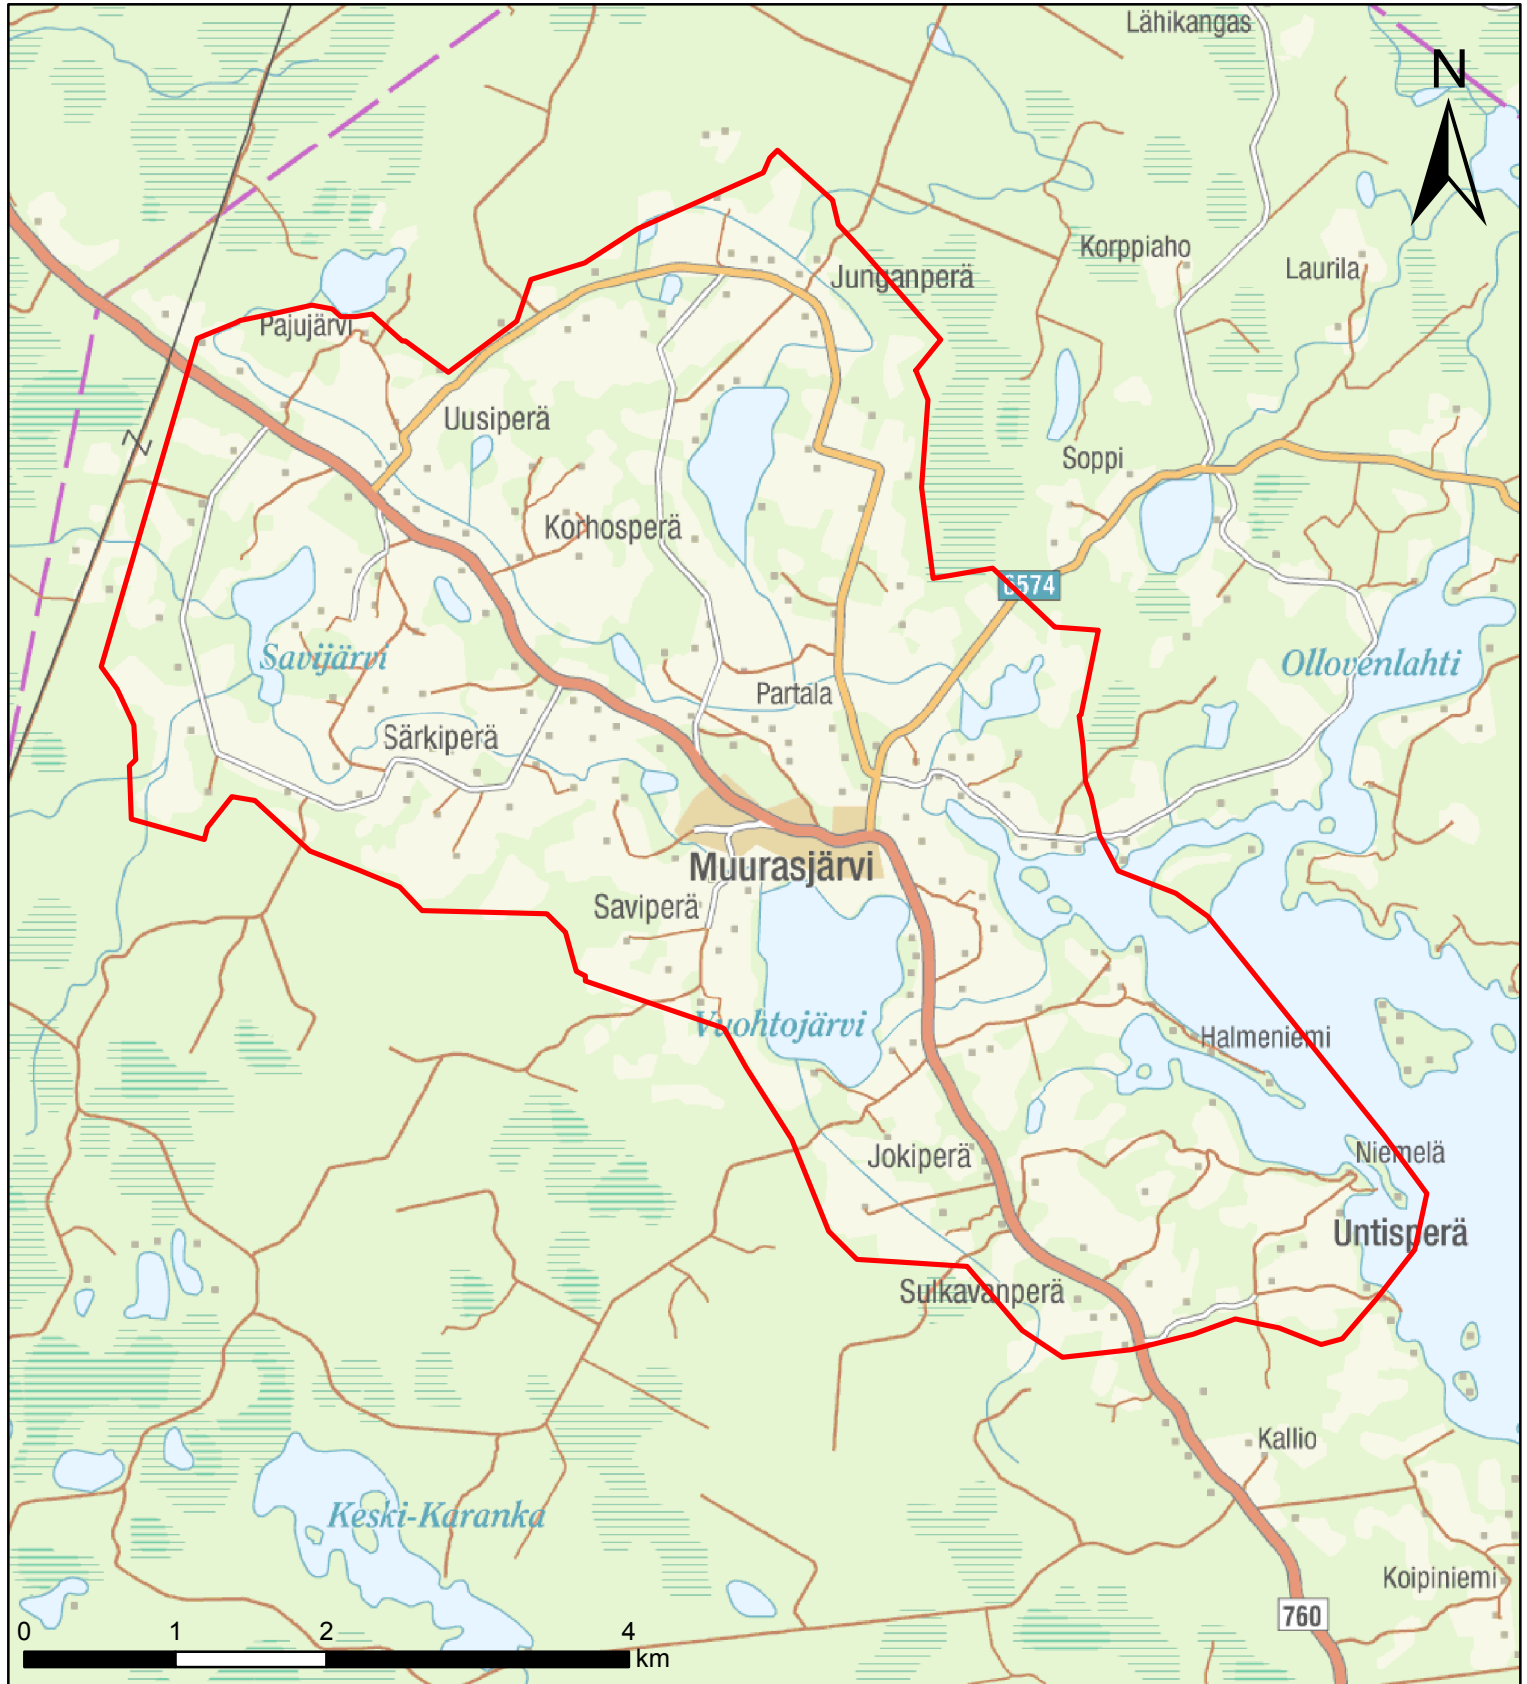 Lähikangas
N
Korppiaho
Laurila
Junganperä
Pajujärvi
Uusiperä
Soppi
Korhosperä
6574
Savijärvi
Ollovenlahti
Partala
Särkiperä
Muurasjärvi
Saviperä
Vuohtojärvi
Halmeniemi
Jokiperä
Niemelä
Untisperä
Sulkavanperä
Kallio
Keski-Karanka
Koipiniemi
760
0 1 2 4
km